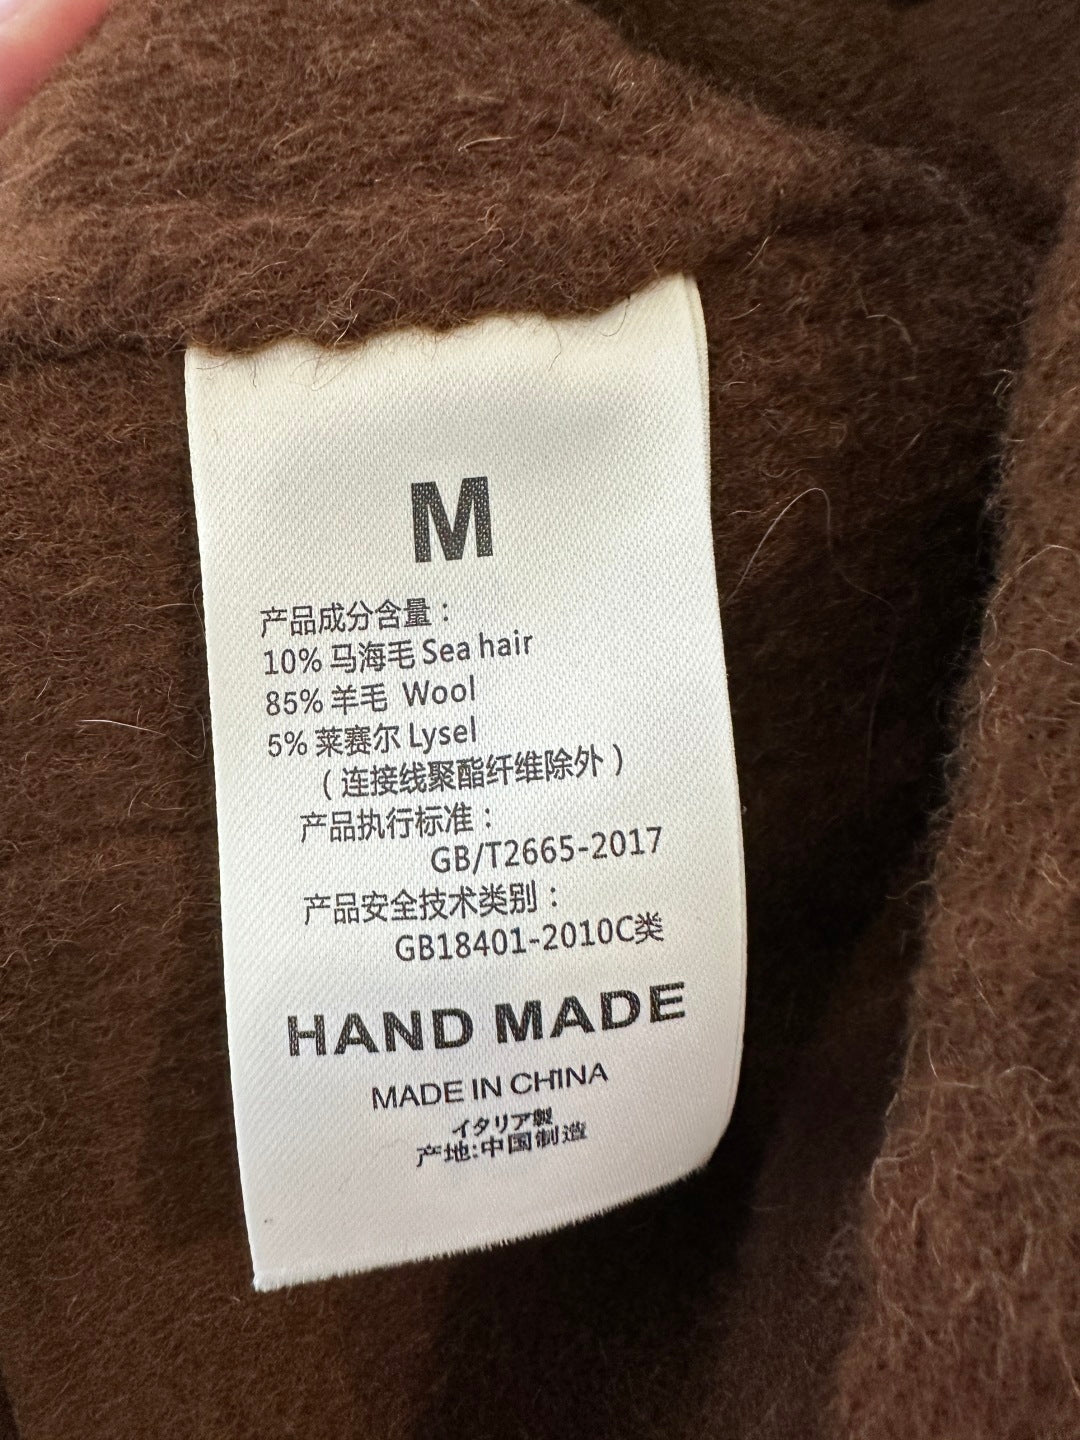 M
产品成分含量：
10% 马海毛 Sea hair
85% 羊毛 Wool
5% 莱赛尔 Lysel
（连接线聚酯纤维除外）
产品执行标准：
GB/T2665-2017
产品安全技术类别：
GB18401-2010C类
HAND MADE
MADE IN CHINA
イタリア製
产地:中国制造